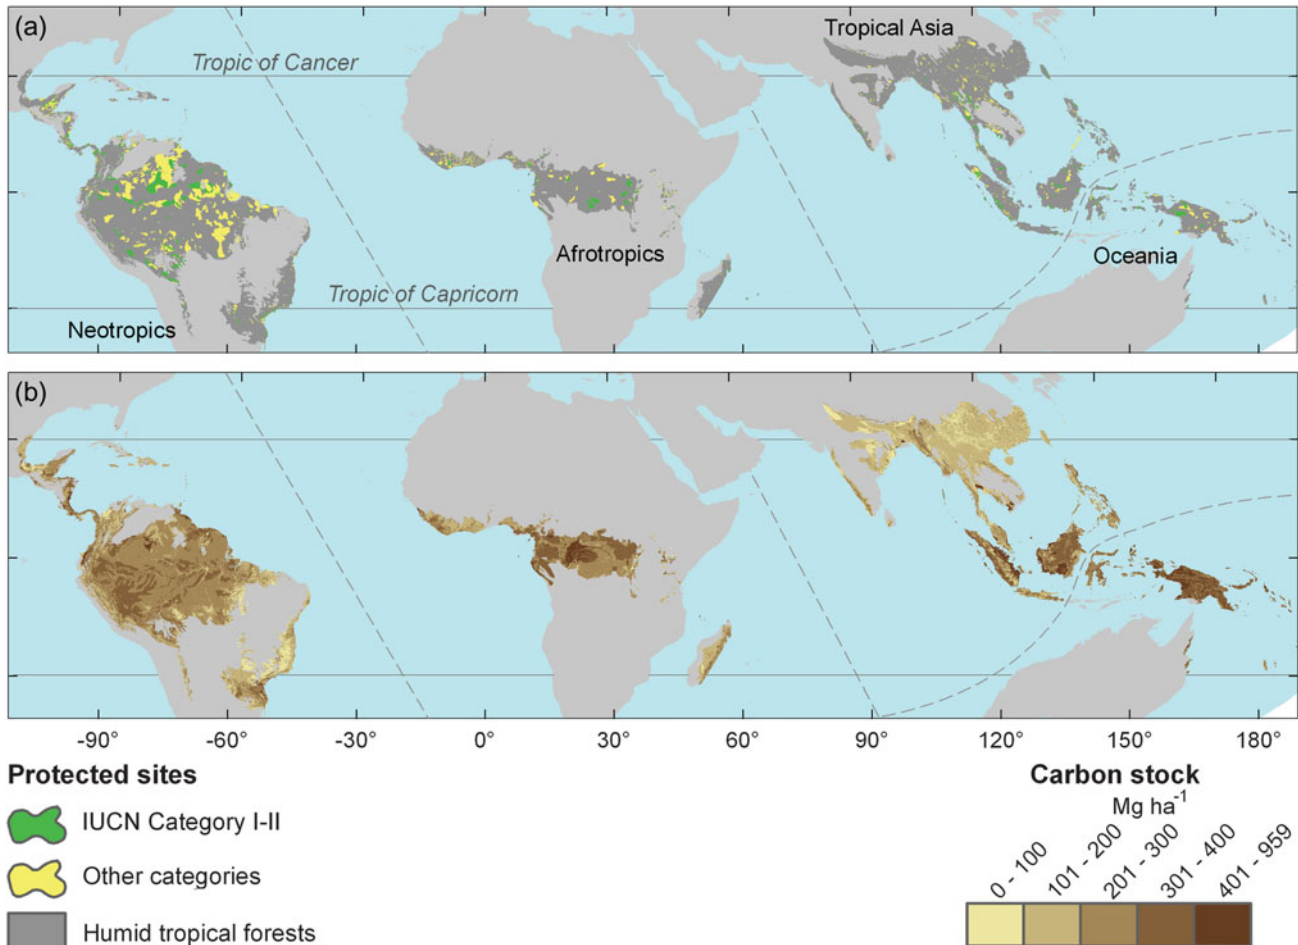 (a)
Tropical Asia
Tropic of Cancer
Afrotropics
Oceania
Tropic of Capricorn
Neotropics
(b)
-90° -60° -30° 0° 30° 60° 90° 120° 150° 180°
Protected sites
IUCN Category I-II
Other categories
Humid tropical forests
Carbon stock
Mg ha⁻¹
0 - 100
101 - 200
201 - 300
301 - 400
401 - 959